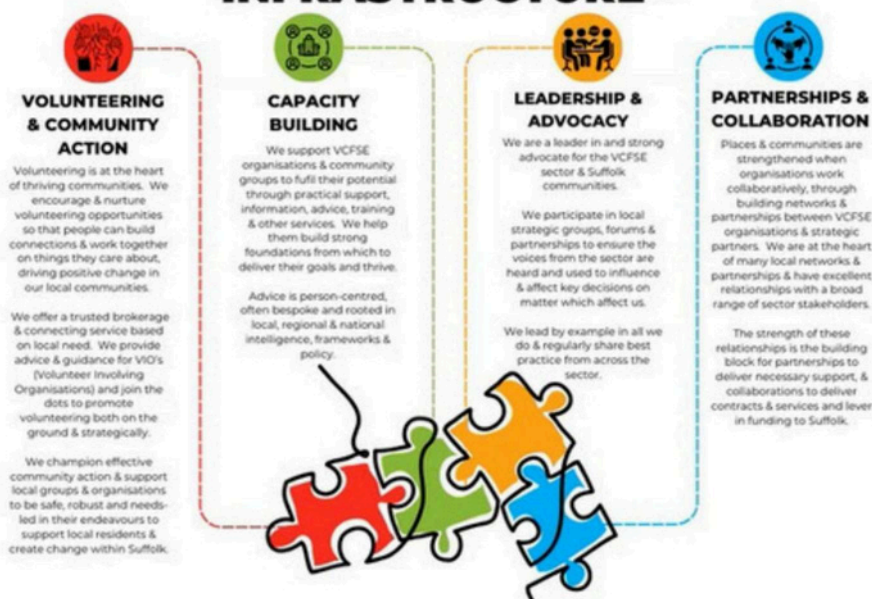 INFRASTRUCTURE
VOLUNTEERING
& COMMUNITY
ACTION
Volunteering is at the heart
of thriving communities. We
encourage & nurture
volunteering opportunities
so that people can build
connections & work together
on things they care about,
driving positive change in
our local communities.
We offer a trusted brokerage
& connecting service based
on local need. We provide
advice & guidance for VIO's
(Volunteer Involving
Organisations) and join the
dots to promote
volunteering both on the
ground & strategically.
We champion effective
community action & support
local groups & organisations
to be safe, robust and needs-
led in their endeavours to
support local residents &
create change within Suffolk.
CAPACITY
BUILDING
We support VCFSE
organisations & community
groups to fulfil their potential
through practical support,
information, advice, training
& other services. We help
them build strong
foundations from which to
deliver their goals and thrive.
Advice is person-centred,
often bespoke and rooted in
local, regional & national
intelligence, frameworks &
policy.
LEADERSHIP &
ADVOCACY
We are a leader in and strong
advocate for the VCFSE
sector & Suffolk
communities.
We participate in local
strategic groups, forums &
partnerships to ensure the
voices from the sector are
heard and used to influence
& affect key decisions on
matter which affect us.
We lead by example in all we
do & regularly share best
practice from across the
sector.
PARTNERSHIPS &
COLLABORATION
Places & communities are
strengthened when
organisations work
collaboratively, through
building networks &
partnerships between VCFSE
organisations & strategic
partners. We are at the heart
of many local networks &
partnerships & have excellent
relationships with a broad
range of sector stakeholders.
The strength of these
relationships is the building
block for partnerships to
deliver necessary support, &
collaborations to deliver
contracts & services and lever
in funding to Suffolk.